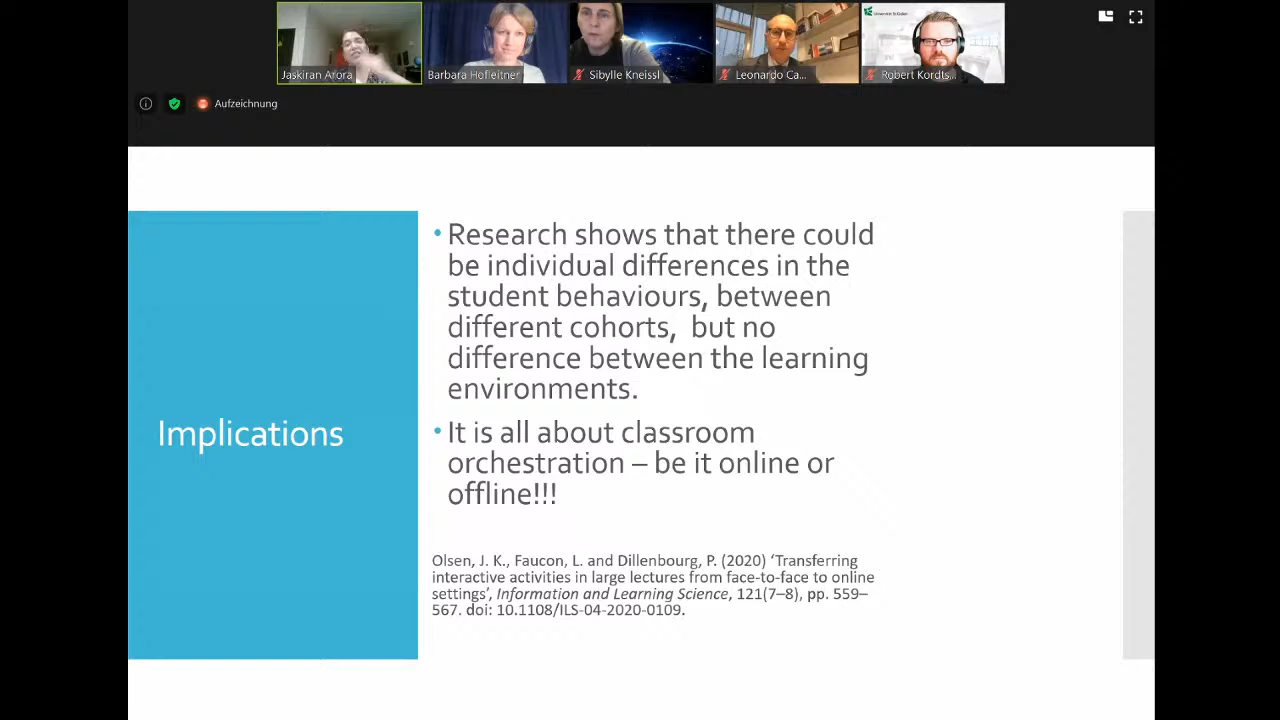 Universität St.Gallen
Jaskiran Arora
Barbara Hofleitner
Sibylle Kneissl
Leonardo Ca...
Robert Kordts...
Aufzeichnung
Implications
• Research shows that there could
be individual differences in the
student behaviours, between
different cohorts,  but no
difference between the learning
environments.
• It is all about classroom
orchestration – be it online or
offline!!!
Olsen, J. K., Faucon, L. and Dillenbourg, P. (2020) ‘Transferring
interactive activities in large lectures from face-to-face to online
settings’, Information and Learning Science, 121(7–8), pp. 559–
567. doi: 10.1108/ILS-04-2020-0109.